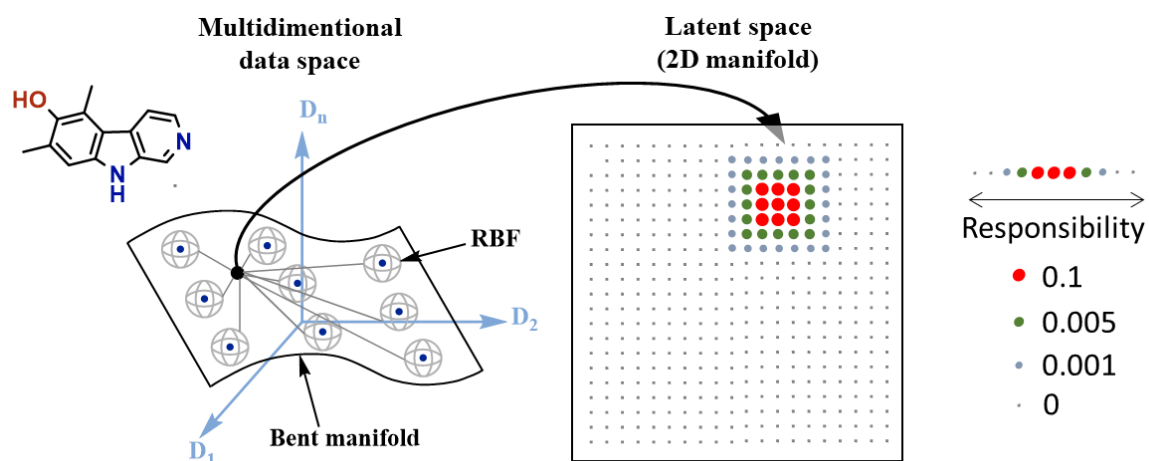 Multidimentional
data space
Latent space
(2D manifold)
HO
N
N
H
Dn
RBF
D2
D1
Bent manifold
Responsibility
0.1
0.005
0.001
0